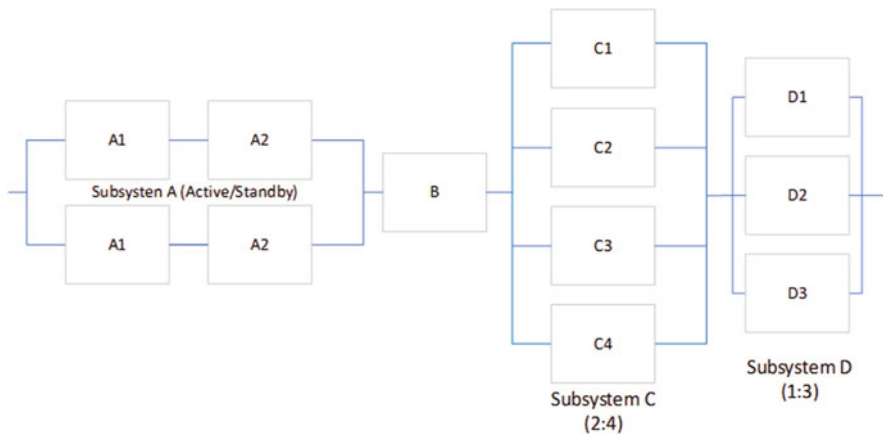 A1
A2
Subsysten A (Active/Standby)
A1
A2
B
C1
C2
C3
C4
Subsystem C
(2:4)
D1
D2
D3
Subsystem D
(1:3)